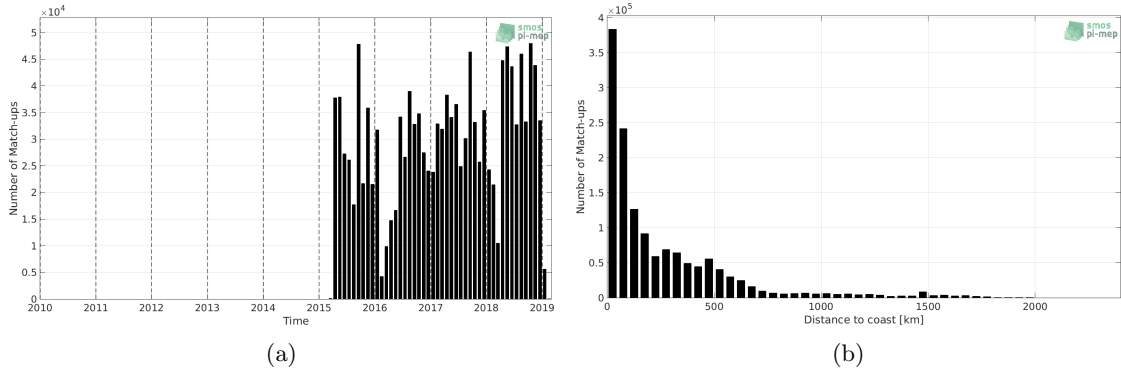 ×10⁴
smos
pi-mep
5
4.5
4
3.5
3
2.5
2
1.5
1
0.5
0
Number of Match-ups
2010 2011 2012 2013 2014 2015 2016 2017 2018 2019
Time
(a)
×10⁵
smos
pi-mep
4
3.5
3
2.5
2
1.5
1
0.5
0
Number of Match-ups
0 500 1000 1500 2000
Distance to coast [km]
(b)